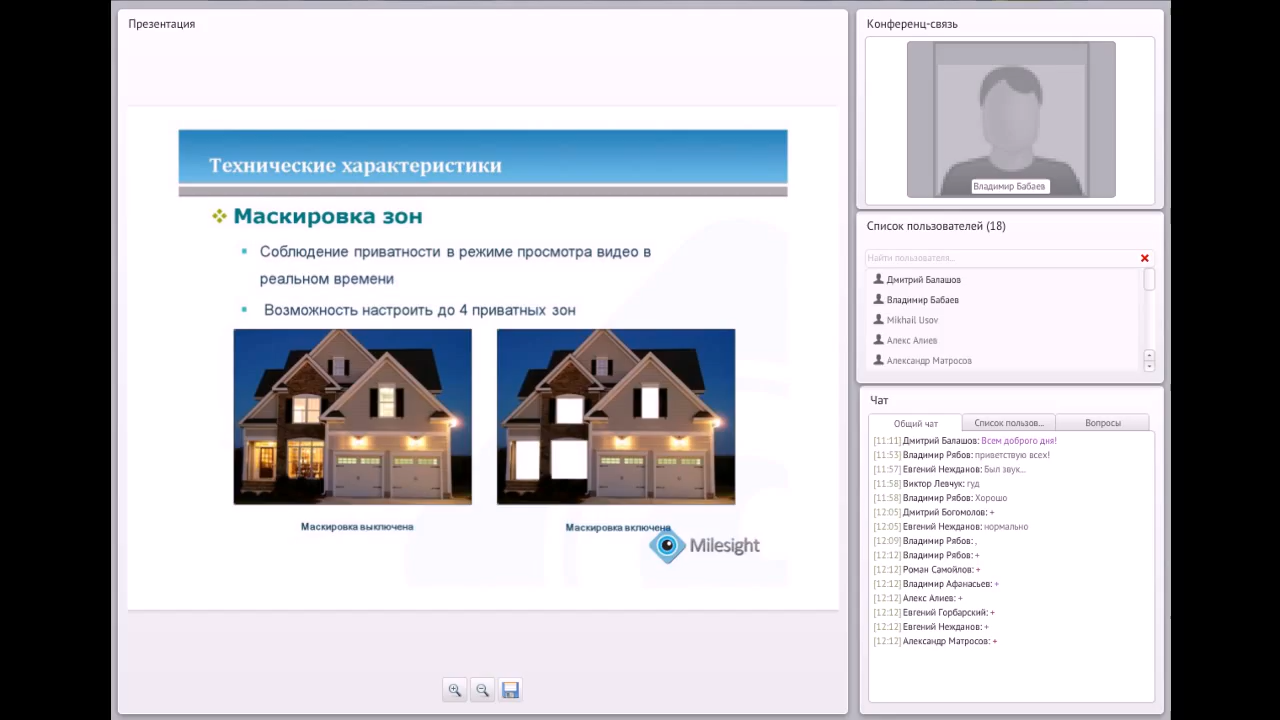 Презентация
Технические характеристики
Маскировка зон
Соблюдение приватности в режиме просмотра видео в
реальном времени
Возможность настроить до 4 приватных зон
Маскировка выключена
Маскировка включена
Milesight
Конференц-связь
Владимир Бабаев
Список пользователей (18)
Найти пользователя...
Дмитрий Балашов
Владимир Бабаев
Mikhail Usov
Алекс Алиев
Александр Матросов
Чат
Общий чат
Список пользов...
Вопросы
[11:11] Дмитрий Балашов: Всем доброго дня!
[11:53] Владимир Рябов: приветствую всех!
[11:57] Евгений Нежданов: Был звук...
[11:58] Виктор Левчук: гуд
[11:58] Владимир Рябов: Хорошо
[12:05] Дмитрий Богомолов: +
[12:05] Евгений Нежданов: нормально
[12:09] Владимир Рябов: ,
[12:12] Владимир Рябов: +
[12:12] Роман Самойлов: +
[12:12] Владимир Афанасьев: +
[12:12] Алекс Алиев: +
[12:12] Евгений Горбарский: +
[12:12] Евгений Нежданов: +
[12:12] Александр Матросов: +